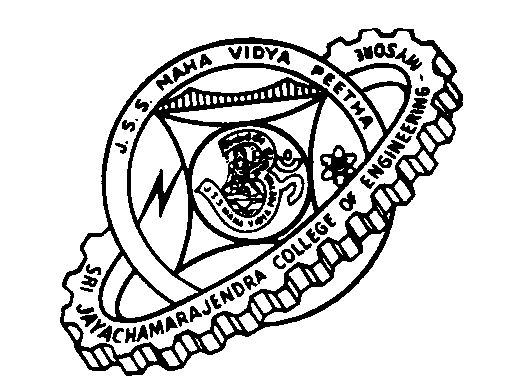 J. S. S. MAHA VIDYA PEETHA
SRI JAYACHAMARAJENDRA COLLEGE OF ENGINEERING - MYSORE